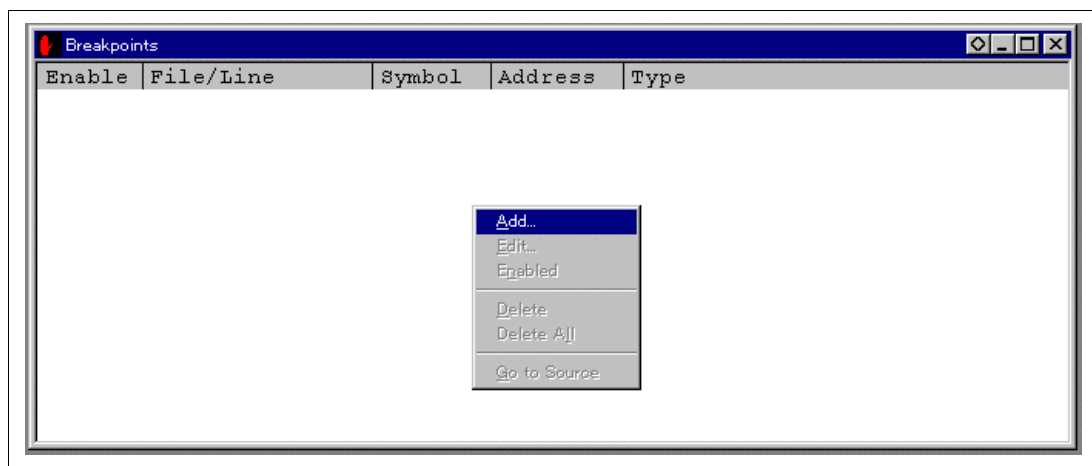 Breakpoints
Enable File/Line Symbol Address Type
Add...
Edit...
Enabled
Delete
Delete All
Go to Source